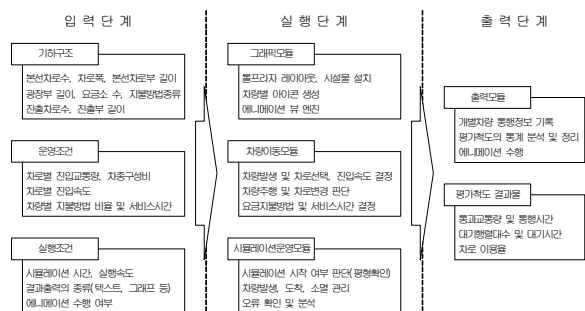 입력단계
기하구조
본선차로수, 차로폭, 본선차로부 길이
광장부 길이, 요금소 수, 지불방법종류
진출차로수, 진출부 길이
운영조건
차로별 진입교통량, 차종구성비
차로별 진입속도
차량별 지불방법 비율 및 서비스시간
실행조건
시뮬레이션 시간, 실행속도
결과출력의 종류(텍스트, 그래프 등)
에니메이션 수행 여부
실행단계
그래픽모듈
톨프라자 레이아웃, 시설물 설치
차량별 아이콘 생성
에니메이션 뷰 엔진
차량이동모듈
차량발생 및 차로선택, 진입속도 결정
차량주행 및 차로변경 판단
요금지불방법 및 서비스시간 결정
시뮬레이션운영모듈
시뮬레이션 시작 여부 판단(평형확인)
차량발생, 도착, 소멸 관리
오류 확인 및 분석
출력단계
출력모듈
개별차량 통행정보 기록
평가척도의 통계 분석 및 정리
에니메이션 수행
평가척도 결과물
통과교통량 및 통행시간
대기행렬대수 및 대기시간
차로 이용율